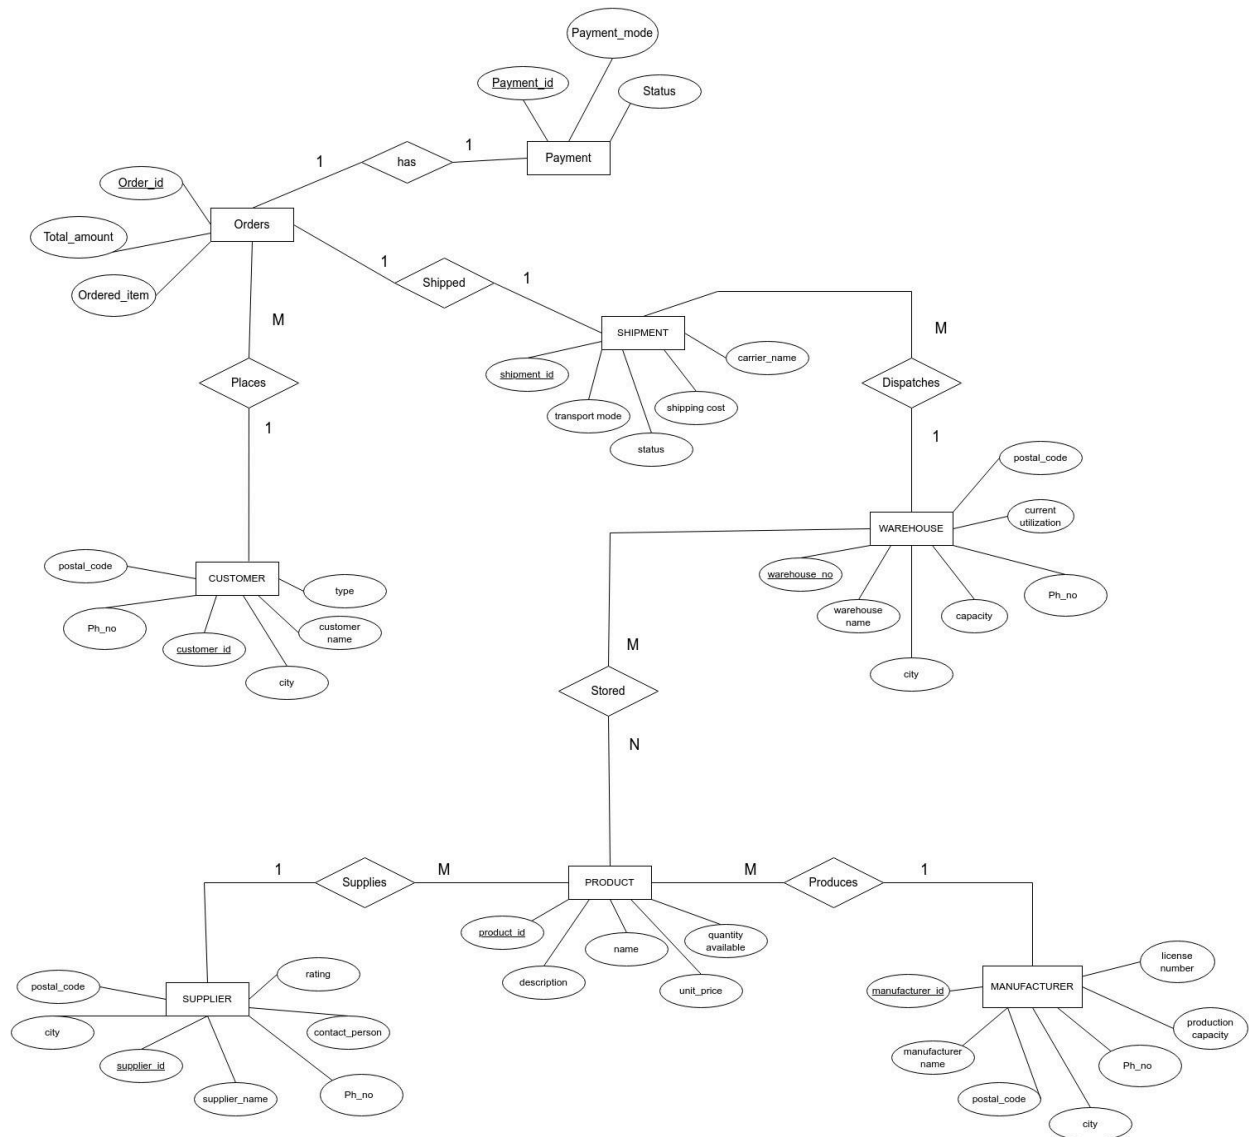 Payment_mode
Payment_id
Status
1
1
has
Payment
Order_id
Orders
Total_amount
Ordered_item
1
Shipped
1
M
SHIPMENT
M
carrier_name
shipment_id
Places
Dispatches
transport mode
shipping cost
status
1
1
postal_code
current
utilization
WAREHOUSE
postal_code
CUSTOMER
type
warehouse_no
Ph_no
warehouse
name
capacity
Ph_no
customer
name
customer_id
city
city
M
Stored
N
1
Supplies
M
PRODUCT
M
Produces
1
product_id
name
quantity
available
description
unit_price
license
number
rating
postal_code
SUPPLIER
manufacturer_id
MANUFACTURER
city
contact_person
production
capacity
supplier_id
manufacturer
name
Ph_no
supplier_name
Ph_no
postal_code
city